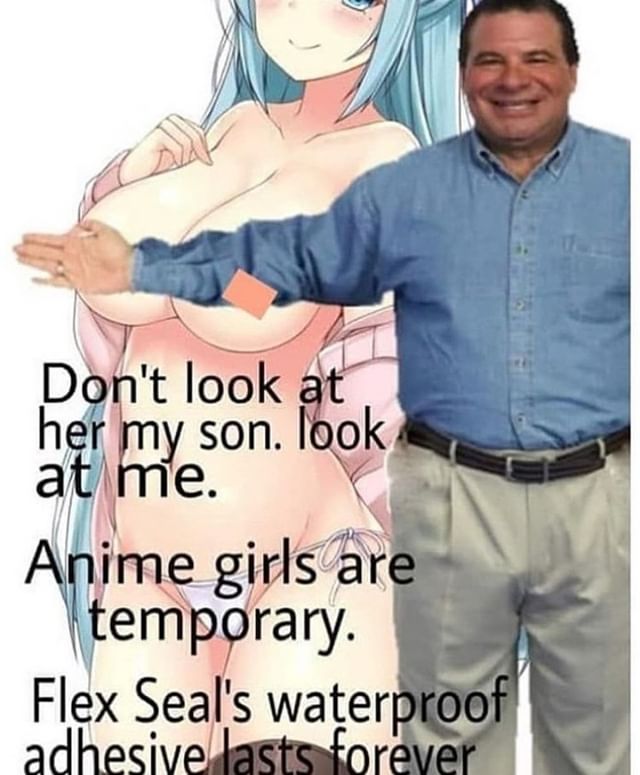 Don't look at
her my son. look
at me.
Anime girls are
temporary.
Flex Seal's waterproof
adhesive lasts forever